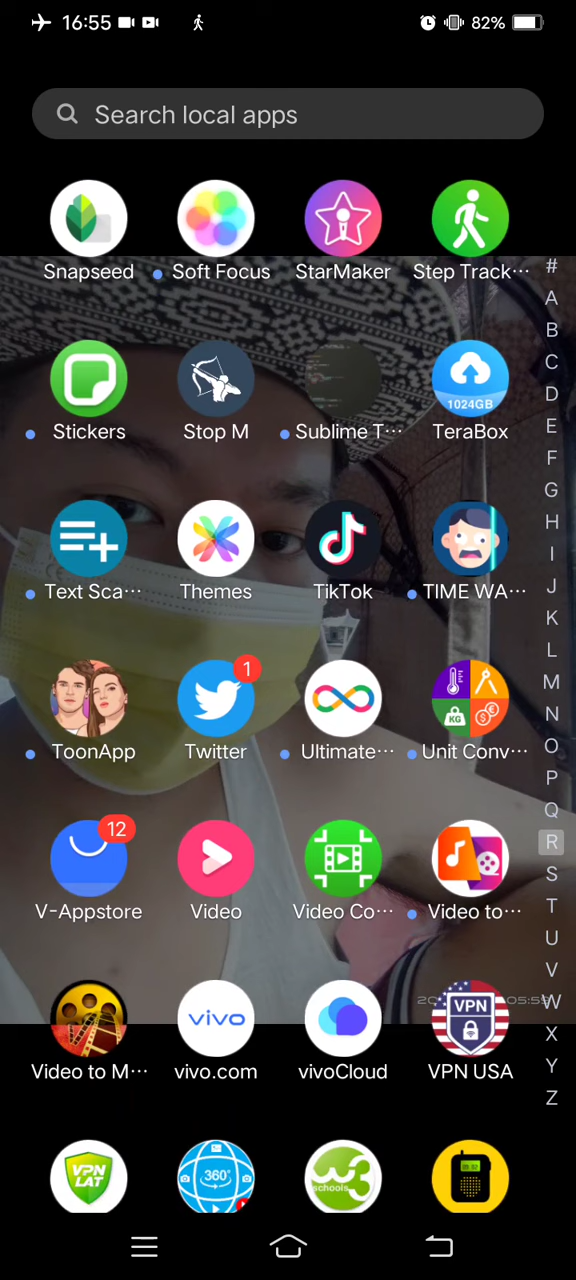 16:55
82%
Search local apps
Snapseed
Soft Focus
StarMaker
Step Track···
Stickers
Stop M
Sublime T···
1024GB
TeraBox
Text Sca···
Themes
TikTok
TIME WA···
ToonApp
1
Twitter
Ultimate···
KG
Unit Conv···
12
V-Appstore
Video
Video Co···
Video to···
Video to M···
vivo
vivo.com
vivoCloud
VPN
VPN USA
VPN
LAT
360°
w3
schools
#
A
B
C
D
E
F
G
H
I
J
K
L
M
N
O
P
Q
R
S
T
U
V
W
X
Y
Z